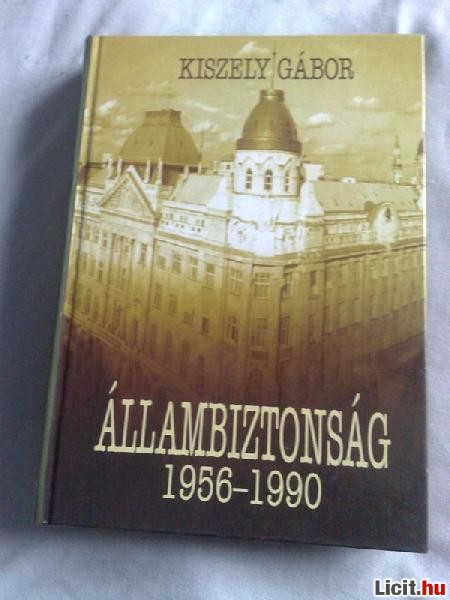 KISZELY GÁBOR
ÁLLAMBIZTONSÁG
1956–1990
Licit.hu